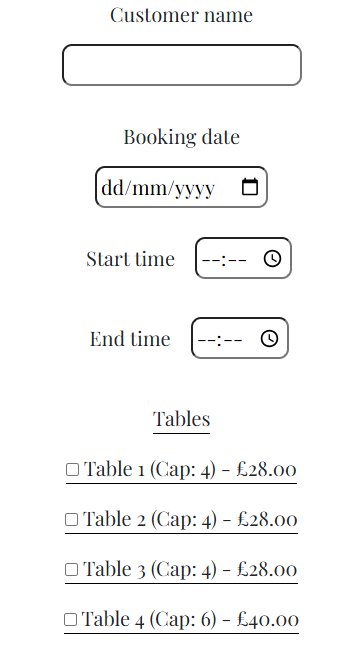 Customer name
Booking date
dd/mm/yyyy
Start time --:--
End time --:--
Tables
Table 1 (Cap: 4) - £28.00
Table 2 (Cap: 4) - £28.00
Table 3 (Cap: 4) - £28.00
Table 4 (Cap: 6) - £40.00